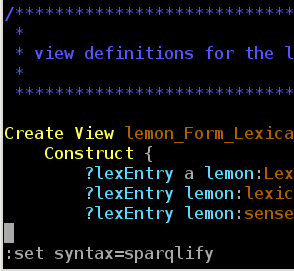 /****************************
 *
 * view definitions for the l
 *
 ****************************
Create View lemon_Form_Lexica
    Construct {
        ?lexEntry a lemon:Lex
        ?lexEntry lemon:lexic
        ?lexEntry lemon:sense
:set syntax=sparqlify